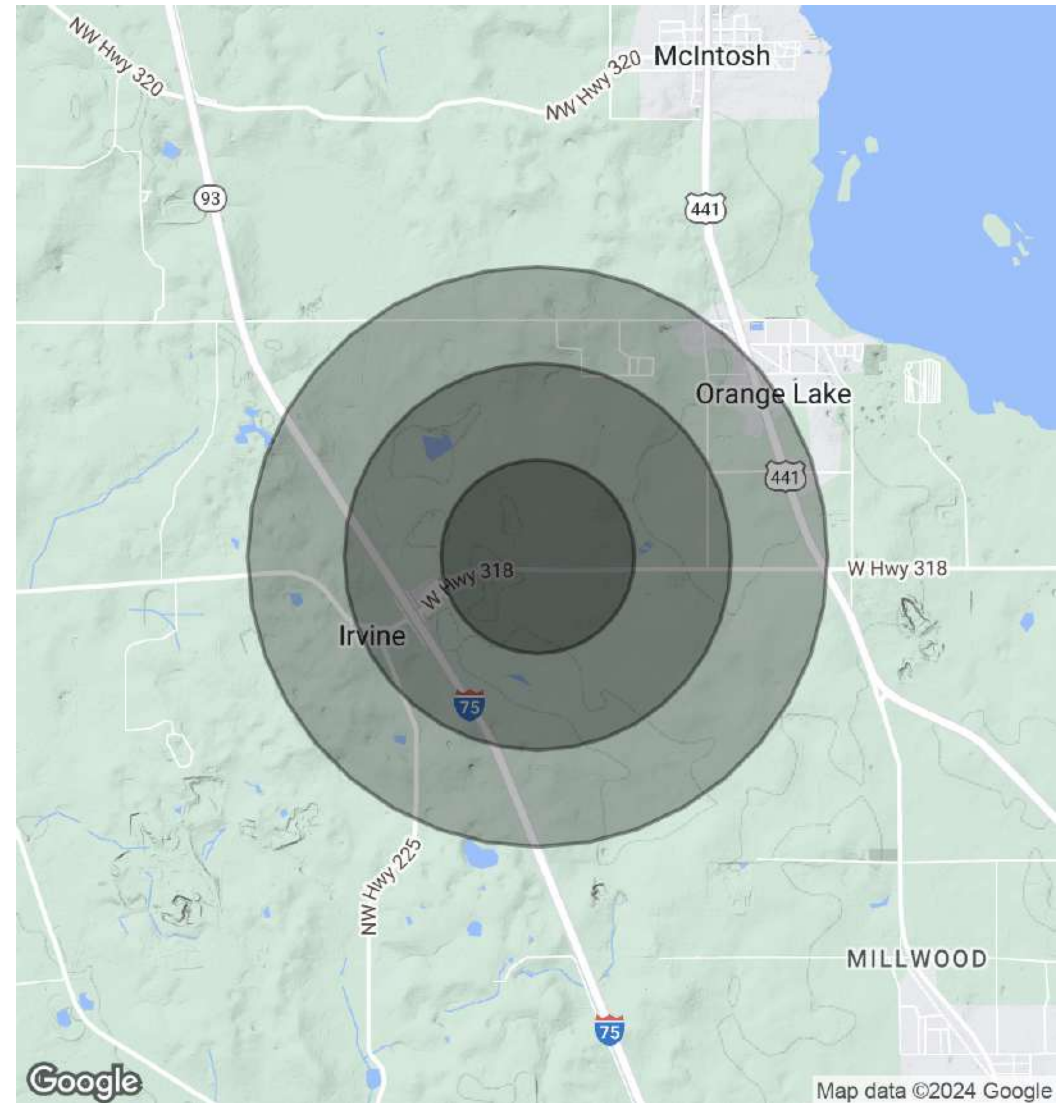 NW Hwy 320
McIntosh
NW Hwy 320
93
441
Orange Lake
441
W Hwy 318
W Hwy 318
Irvine
75
NW Hwy 225
MILLWOOD
75
Google
Map data ©2024 Google